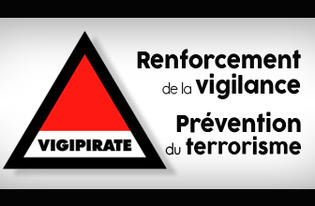 VIGIPIRATE
Renforcement
de la vigilance
Prévention
du terrorisme